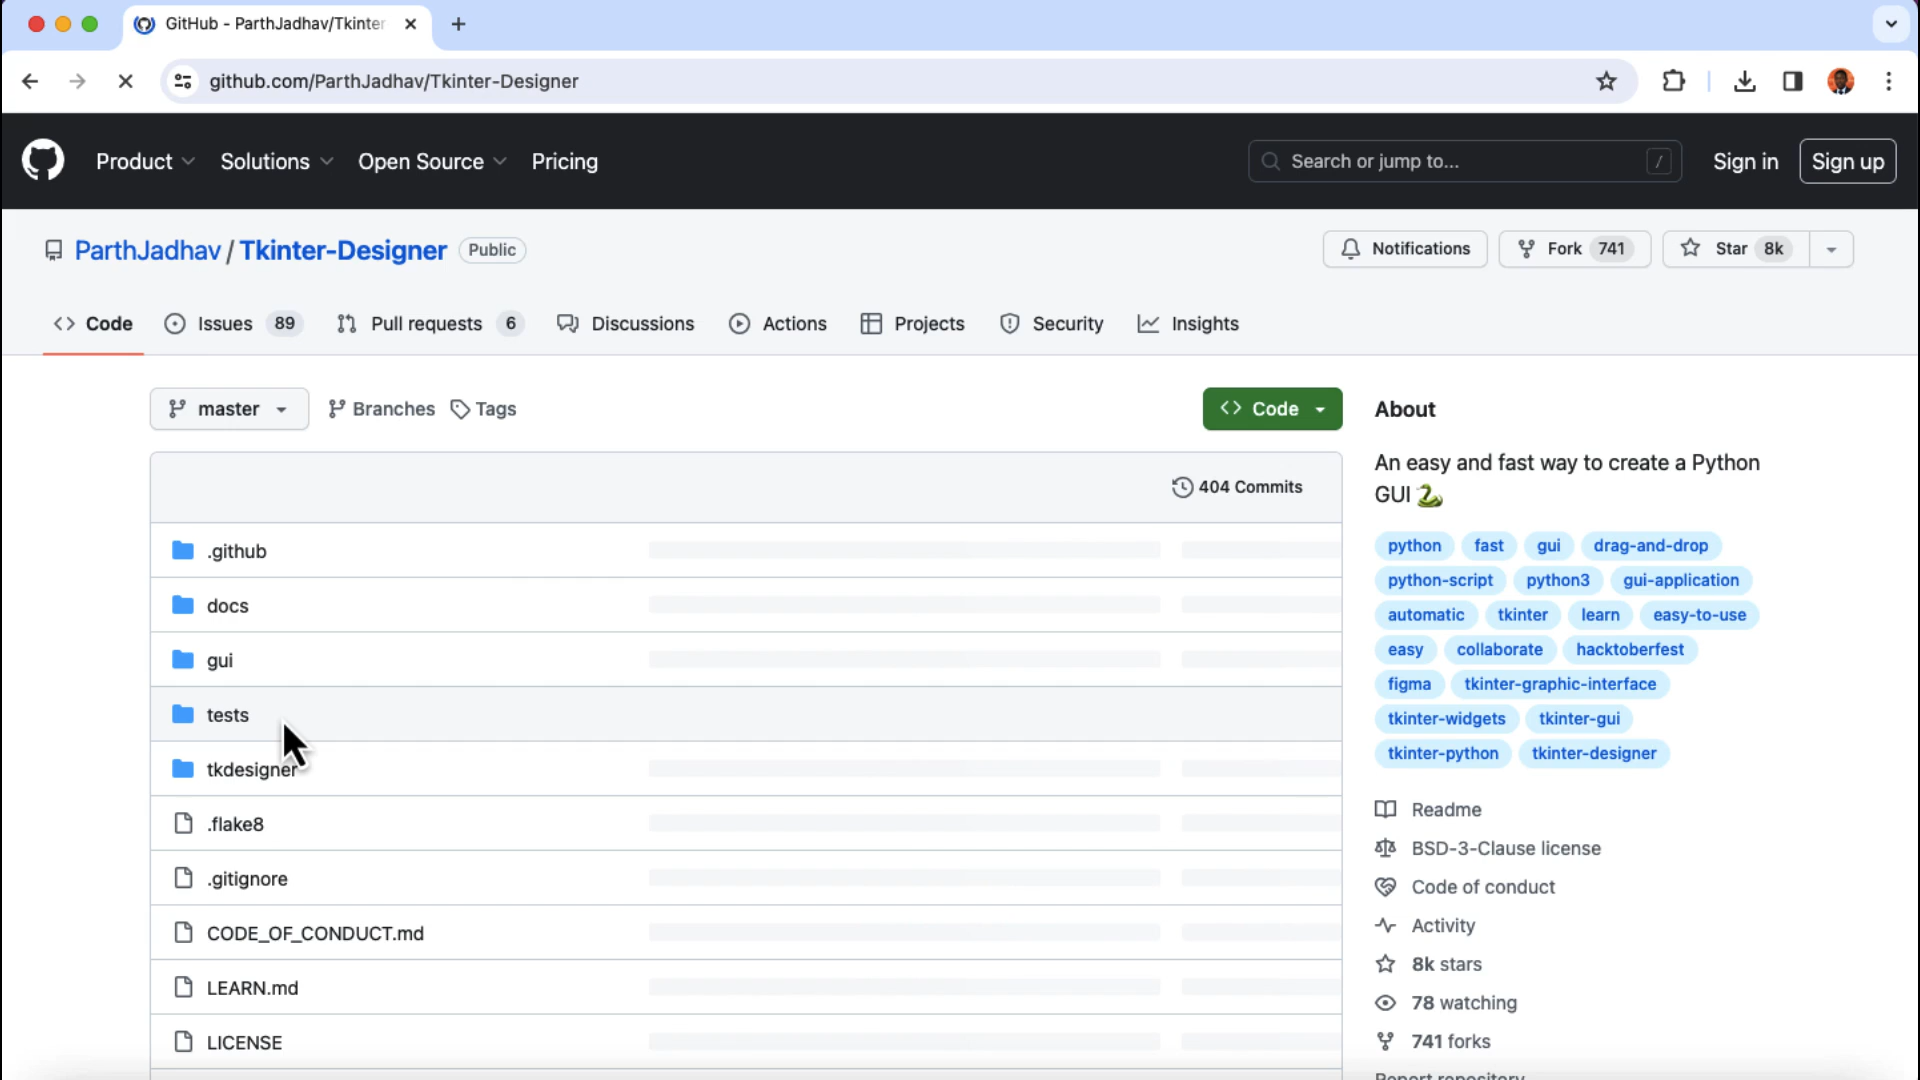 GitHub - ParthJadhav/Tkinter
github.com/ParthJadhav/Tkinter-Designer
Product Solutions Open Source Pricing Search or jump to... / Sign in Sign up
ParthJadhav / Tkinter-Designer Public Notifications Fork 741 Star 8k
Code Issues 89 Pull requests 6 Discussions Actions Projects Security Insights
master Branches Tags Code
404 Commits
.github
docs
gui
tests
tkdesigner
.flake8
.gitignore
CODE_OF_CONDUCT.md
LEARN.md
LICENSE
About
An easy and fast way to create a Python
GUI
python fast gui drag-and-drop
python-script python3 gui-application
automatic tkinter learn easy-to-use
easy collaborate hacktoberfest
figma tkinter-graphic-interface
tkinter-widgets tkinter-gui
tkinter-python tkinter-designer
Readme
BSD-3-Clause license
Code of conduct
Activity
8k stars
78 watching
741 forks
Report repository